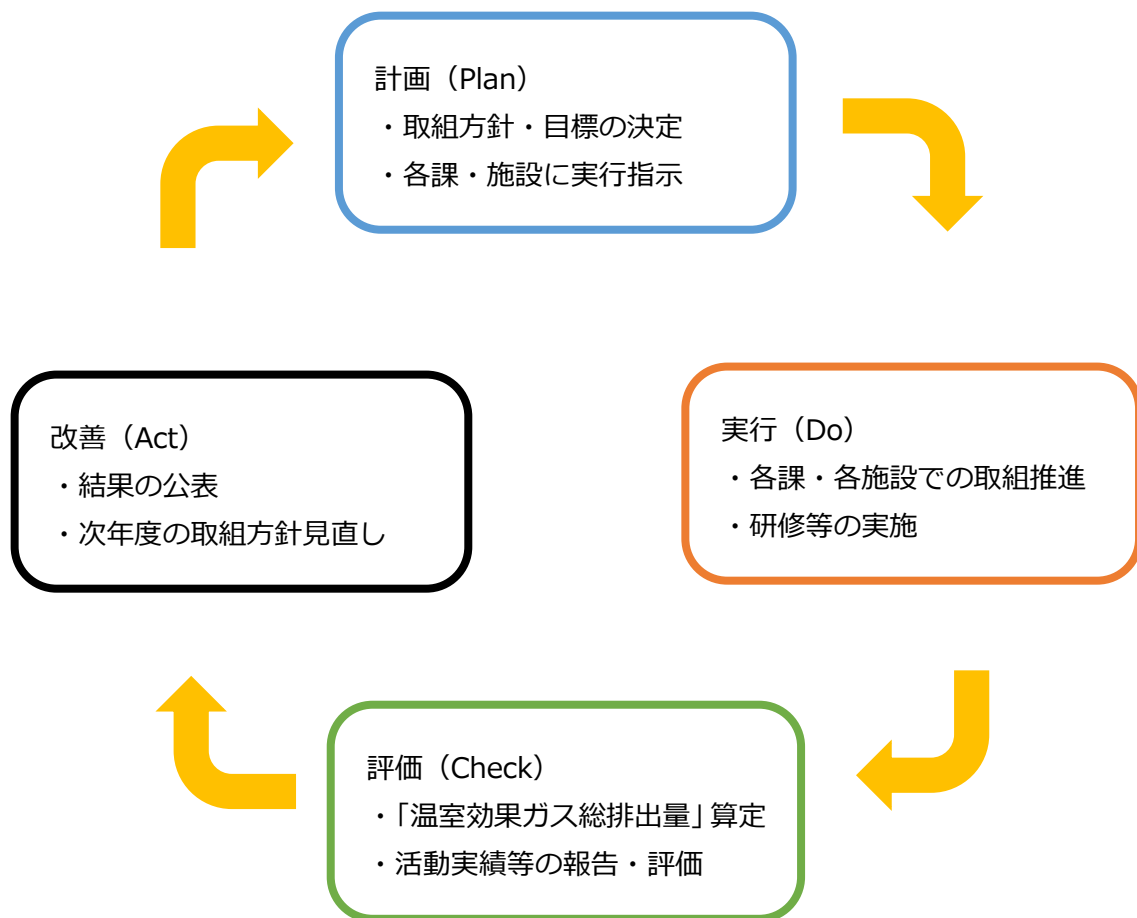 計画（Plan）
・取組方針・目標の決定
・各課・施設に実行指示
改善（Act）
・結果の公表
・次年度の取組方針見直し
実行（Do）
・各課・各施設での取組推進
・研修等の実施
評価（Check）
・「温室効果ガス総排出量」算定
・活動実績等の報告・評価